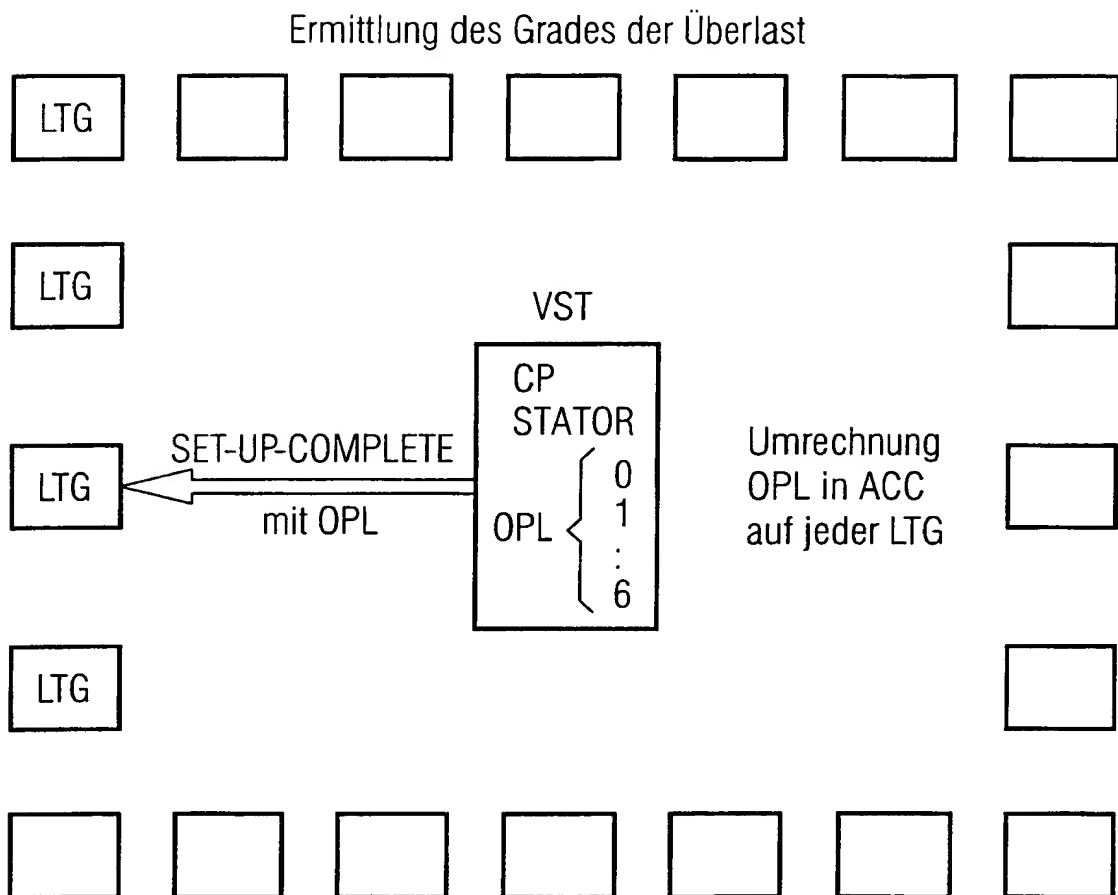 Ermittlung des Grades der Überlast
LTG
LTG
VST
CP
STATOR
SET-UP-COMPLETE
mit OPL
LTG
OPL
0
1
.
.
6
Umrechnung
OPL in ACC
auf jeder LTG
LTG